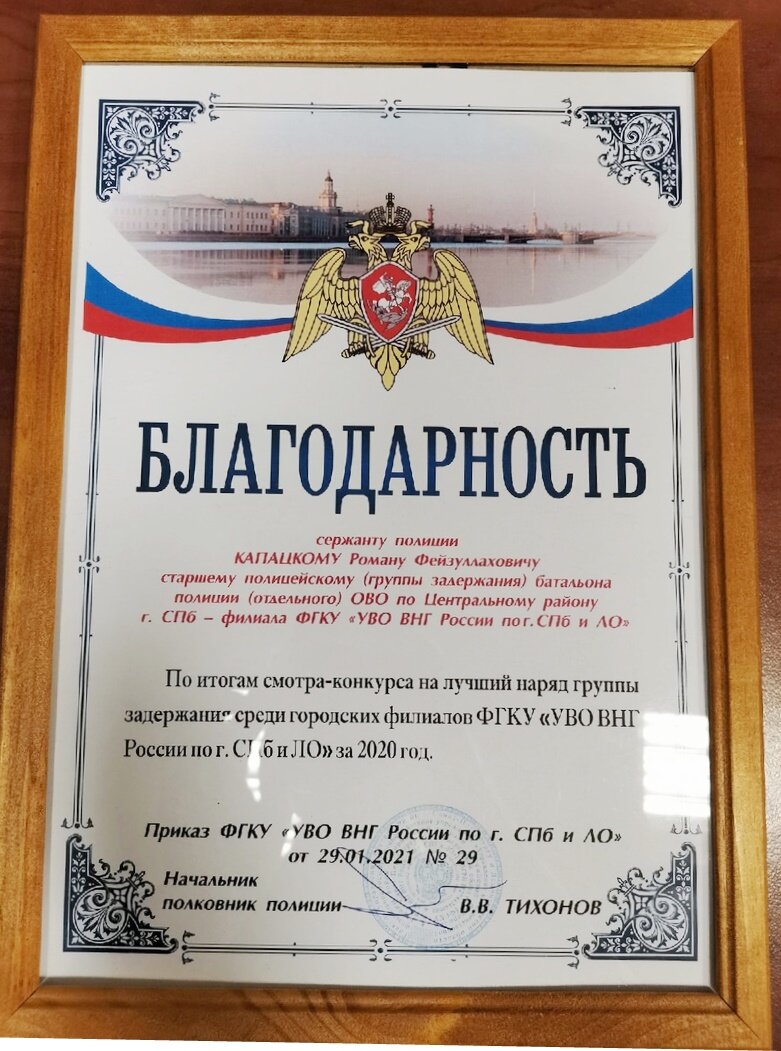 БЛАГОДАРНОСТЬ
сержанту полиции
КАПАЦКОМУ Роману Фейзуллаховичу
старшему полицейскому (группы задержания) батальона
полиции (отдельного) ОВО по Центральному району
г. СПб – филиала ФГКУ «УВО ВНГ России по г. СПб и ЛО»
По итогам смотра-конкурса на лучший наряд группы
задержания среди городских филиалов ФГКУ «УВО ВНГ
России по г. СПб и ЛО» за 2020 год.
Приказ ФГКУ «УВО ВНГ России по г. СПб и ЛО»
от 29.01.2021 № 29
Начальник
полковник полиции В.В. ТИХОНОВ